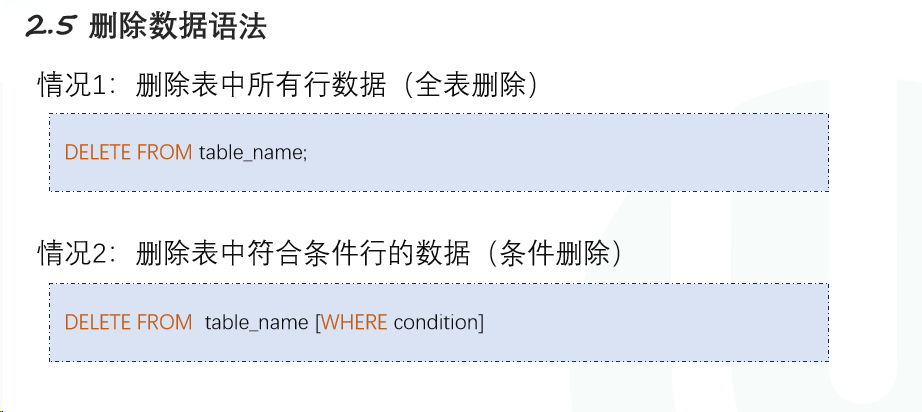 2.5 删除数据语法
情况1：删除表中所有行数据（全表删除）
DELETE FROM table_name;
情况2：删除表中符合条件行的数据（条件删除）
DELETE FROM  table_name [WHERE condition]